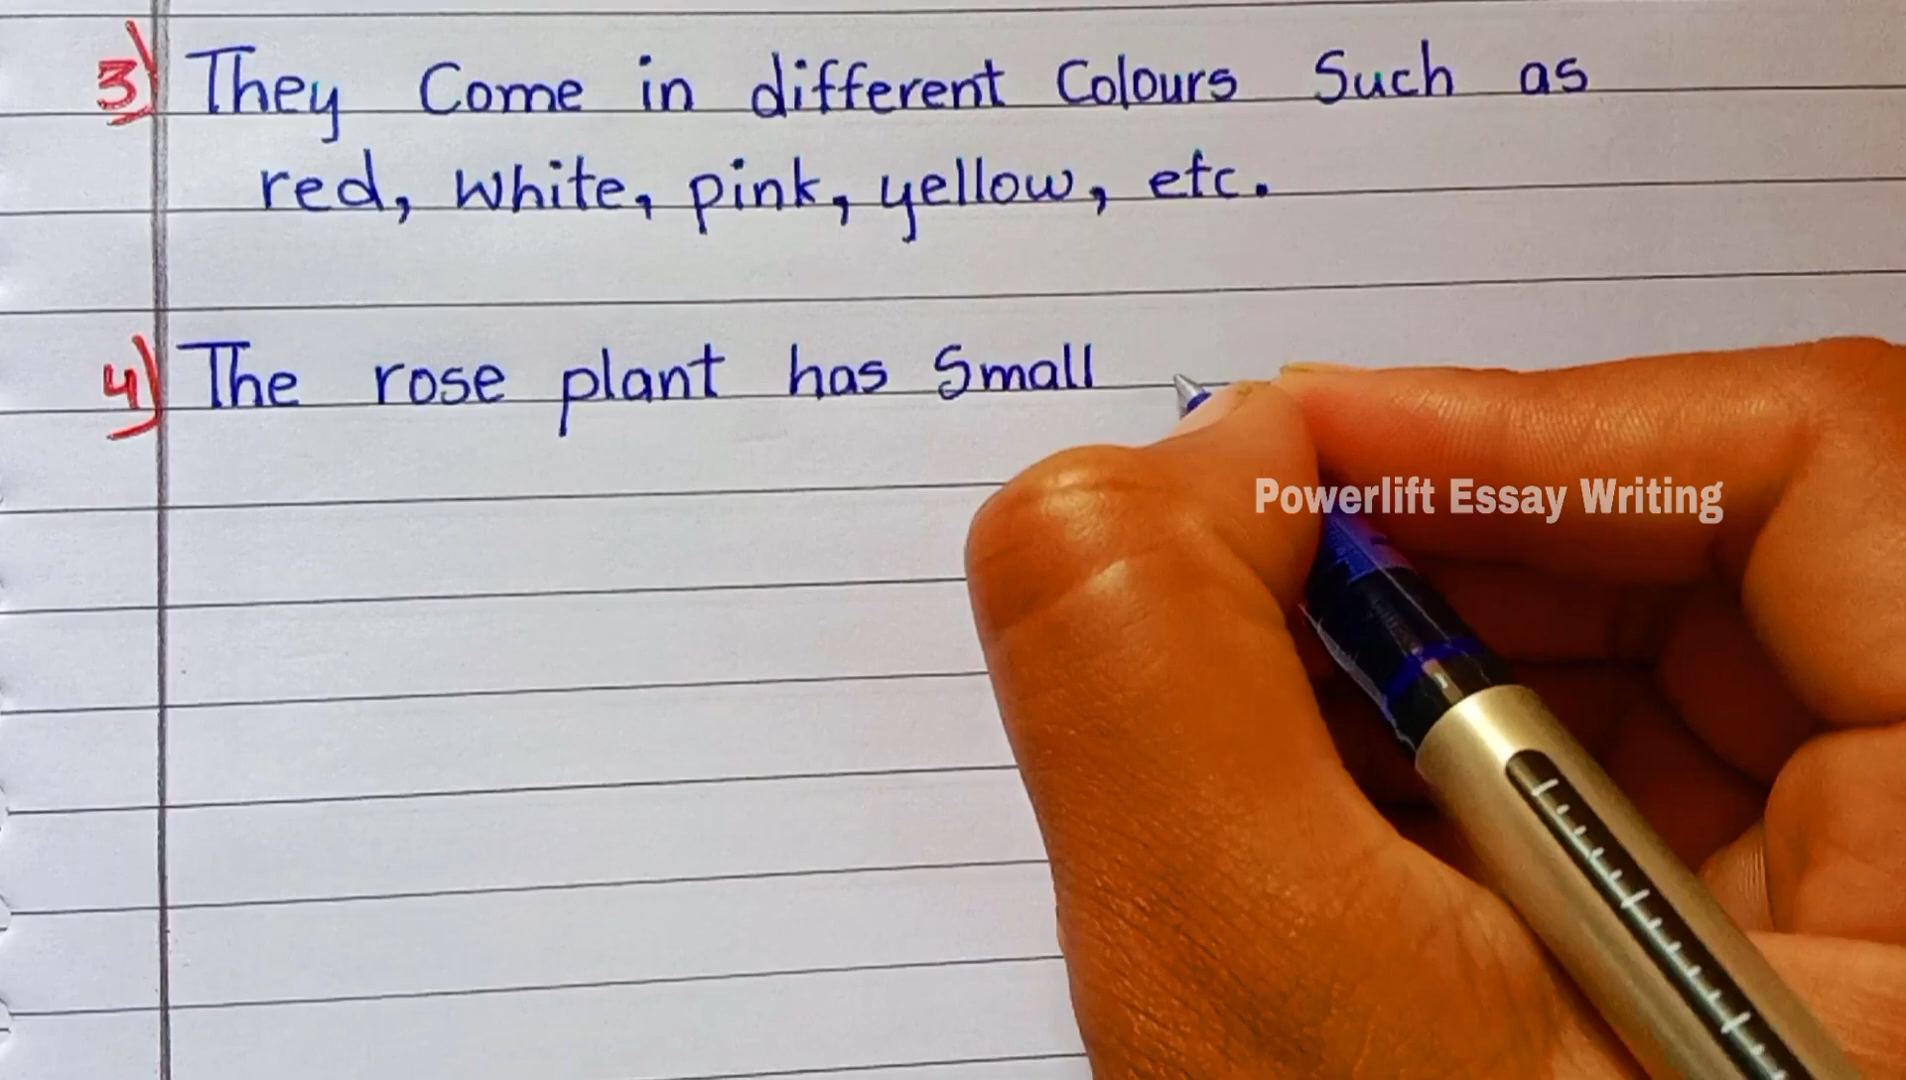 3) They Come in different Colours Such as
red, white, pink, yellow, etc.
4) The rose plant has Small
Powerlift Essay Writing